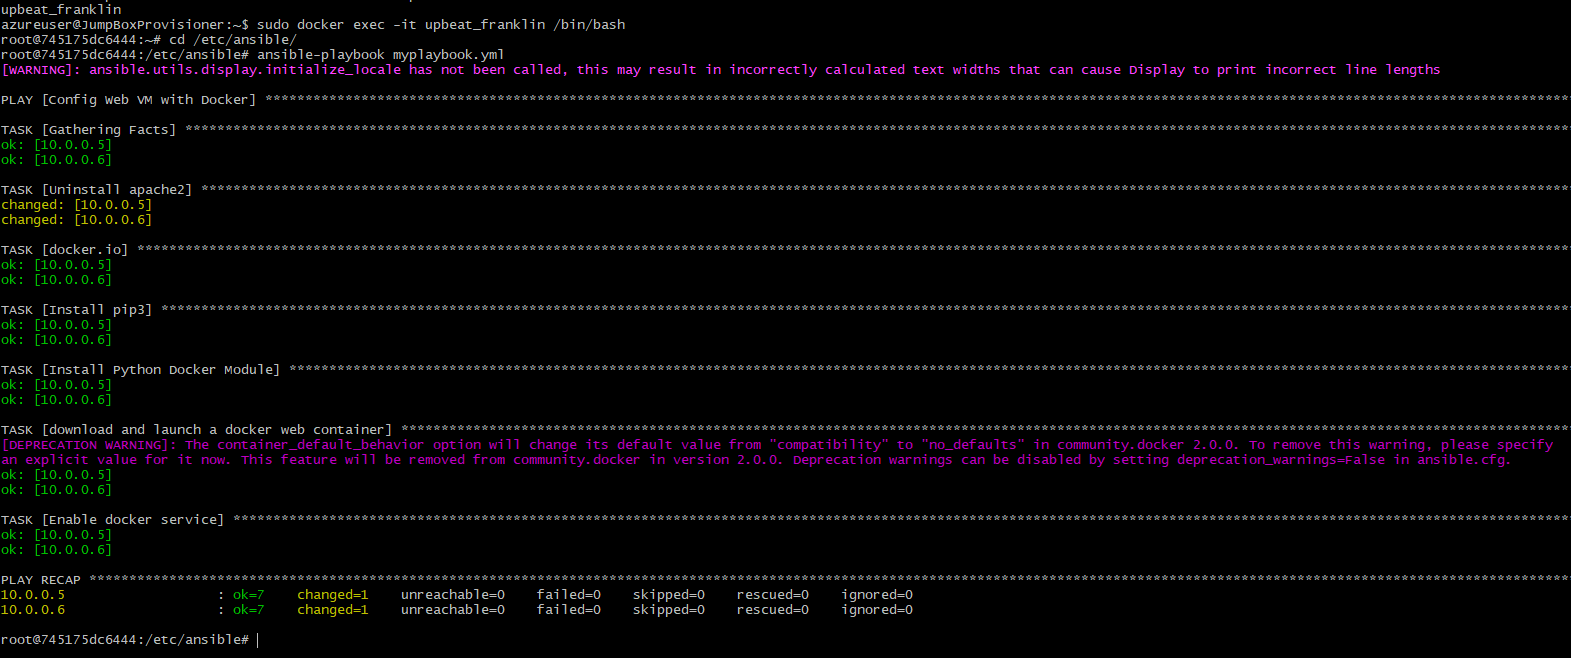 upbeat_franklin
azureuser@JumpBoxProvisioner:~$ sudo docker exec -it upbeat_franklin /bin/bash
root@745175dc6444:~# cd /etc/ansible/
root@745175dc6444:/etc/ansible# ansible-playbook myplaybook.yml
[WARNING]: ansible.utils.display.initialize_locale has not been called, this may result in incorrectly calculated text widths that can cause Display to print incorrect line lengths
PLAY [Config Web VM with Docker] ****************************************************************************************************************************************************************
TASK [Gathering Facts] **************************************************************************************************************************************************************************
ok: [10.0.0.5]
ok: [10.0.0.6]
TASK [Uninstall apache2] ************************************************************************************************************************************************************************
changed: [10.0.0.5]
changed: [10.0.0.6]
TASK [docker.io] ********************************************************************************************************************************************************************************
ok: [10.0.0.5]
ok: [10.0.0.6]
TASK [Install pip3] *****************************************************************************************************************************************************************************
ok: [10.0.0.5]
ok: [10.0.0.6]
TASK [Install Python Docker Module] *************************************************************************************************************************************************************
ok: [10.0.0.5]
ok: [10.0.0.6]
TASK [download and launch a docker web container] ***********************************************************************************************************************************************
[DEPRECATION WARNING]: The container_default_behavior option will change its default value from "compatibility" to "no_defaults" in community.docker 2.0.0. To remove this warning, please specify
an explicit value for it now. This feature will be removed from community.docker in version 2.0.0. Deprecation warnings can be disabled by setting deprecation_warnings=False in ansible.cfg.
ok: [10.0.0.5]
ok: [10.0.0.6]
TASK [Enable docker service] ********************************************************************************************************************************************************************
ok: [10.0.0.5]
ok: [10.0.0.6]
PLAY RECAP **************************************************************************************************************************************************************************************
10.0.0.5 : ok=7 changed=1 unreachable=0 failed=0 skipped=0 rescued=0 ignored=0
10.0.0.6 : ok=7 changed=1 unreachable=0 failed=0 skipped=0 rescued=0 ignored=0
root@745175dc6444:/etc/ansible#